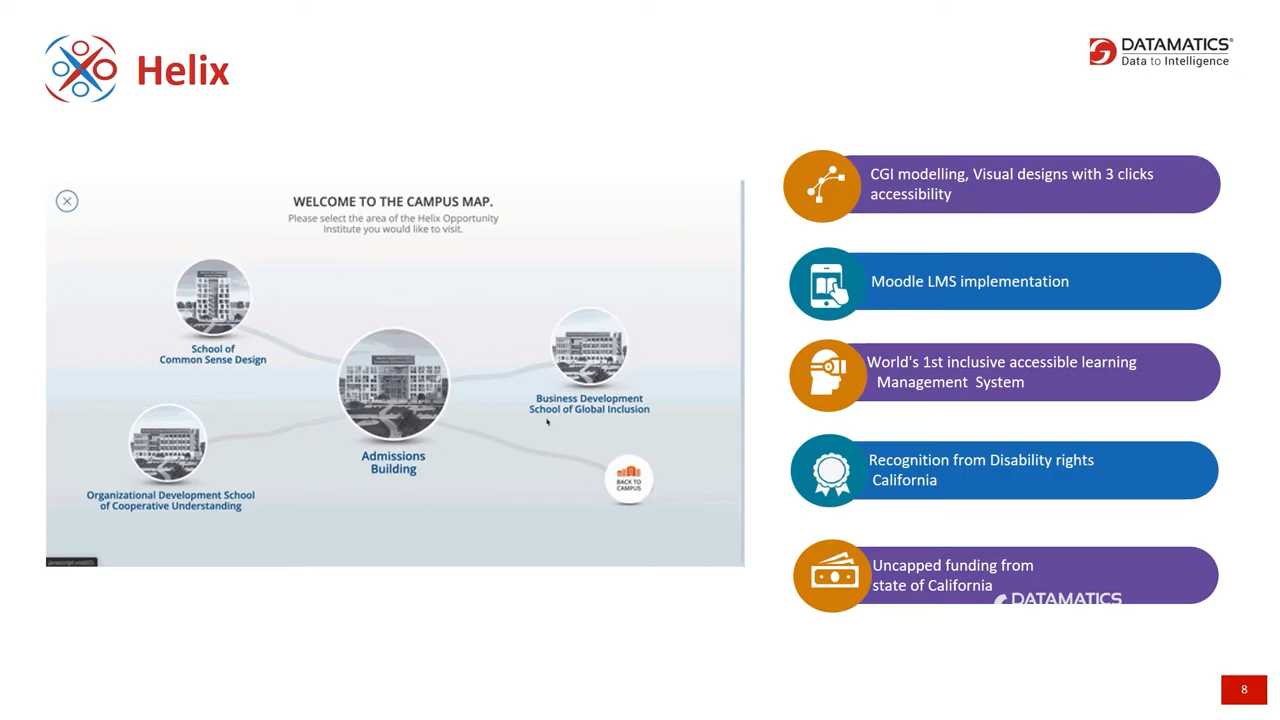 Helix
DATAMATICS®
Data to Intelligence
WELCOME TO THE CAMPUS MAP.
Please select the area of the Helix Opportunity
Institute you would like to visit.
School of
Common Sense Design
Business Development
School of Global Inclusion
Admissions
Building
BACK TO
CAMPUS
Organizational Development School
of Cooperative Understanding
CGI modelling, Visual designs with 3 clicks
accessibility
Moodle LMS implementation
World's 1st inclusive accessible learning
Management System
Recognition from Disability rights
California
Uncapped funding from
state of California
DATAMATICS
8